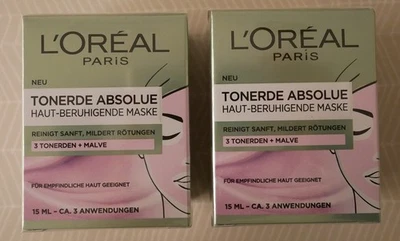 L'ORÉAL
PARIS
NEU
TONERDE ABSOLUE
HAUT-BERUHIGENDE MASKE
REINIGT SANFT, MILDERT RÖTUNGEN
3 TONERDEN + MALVE
FÜR EMPFINDLICHE HAUT GEEIGNET
15 ML – CA. 3 ANWENDUNGEN
L'ORÉAL
PARIS
NEU
TONERDE ABSOLUE
HAUT-BERUHIGENDE MASKE
REINIGT SANFT, MILDERT RÖTUNGEN
3 TONERDEN + MALVE
FÜR EMPFINDLICHE HAUT GEEIGNET
15 ML – CA. 3 ANWENDUNGEN